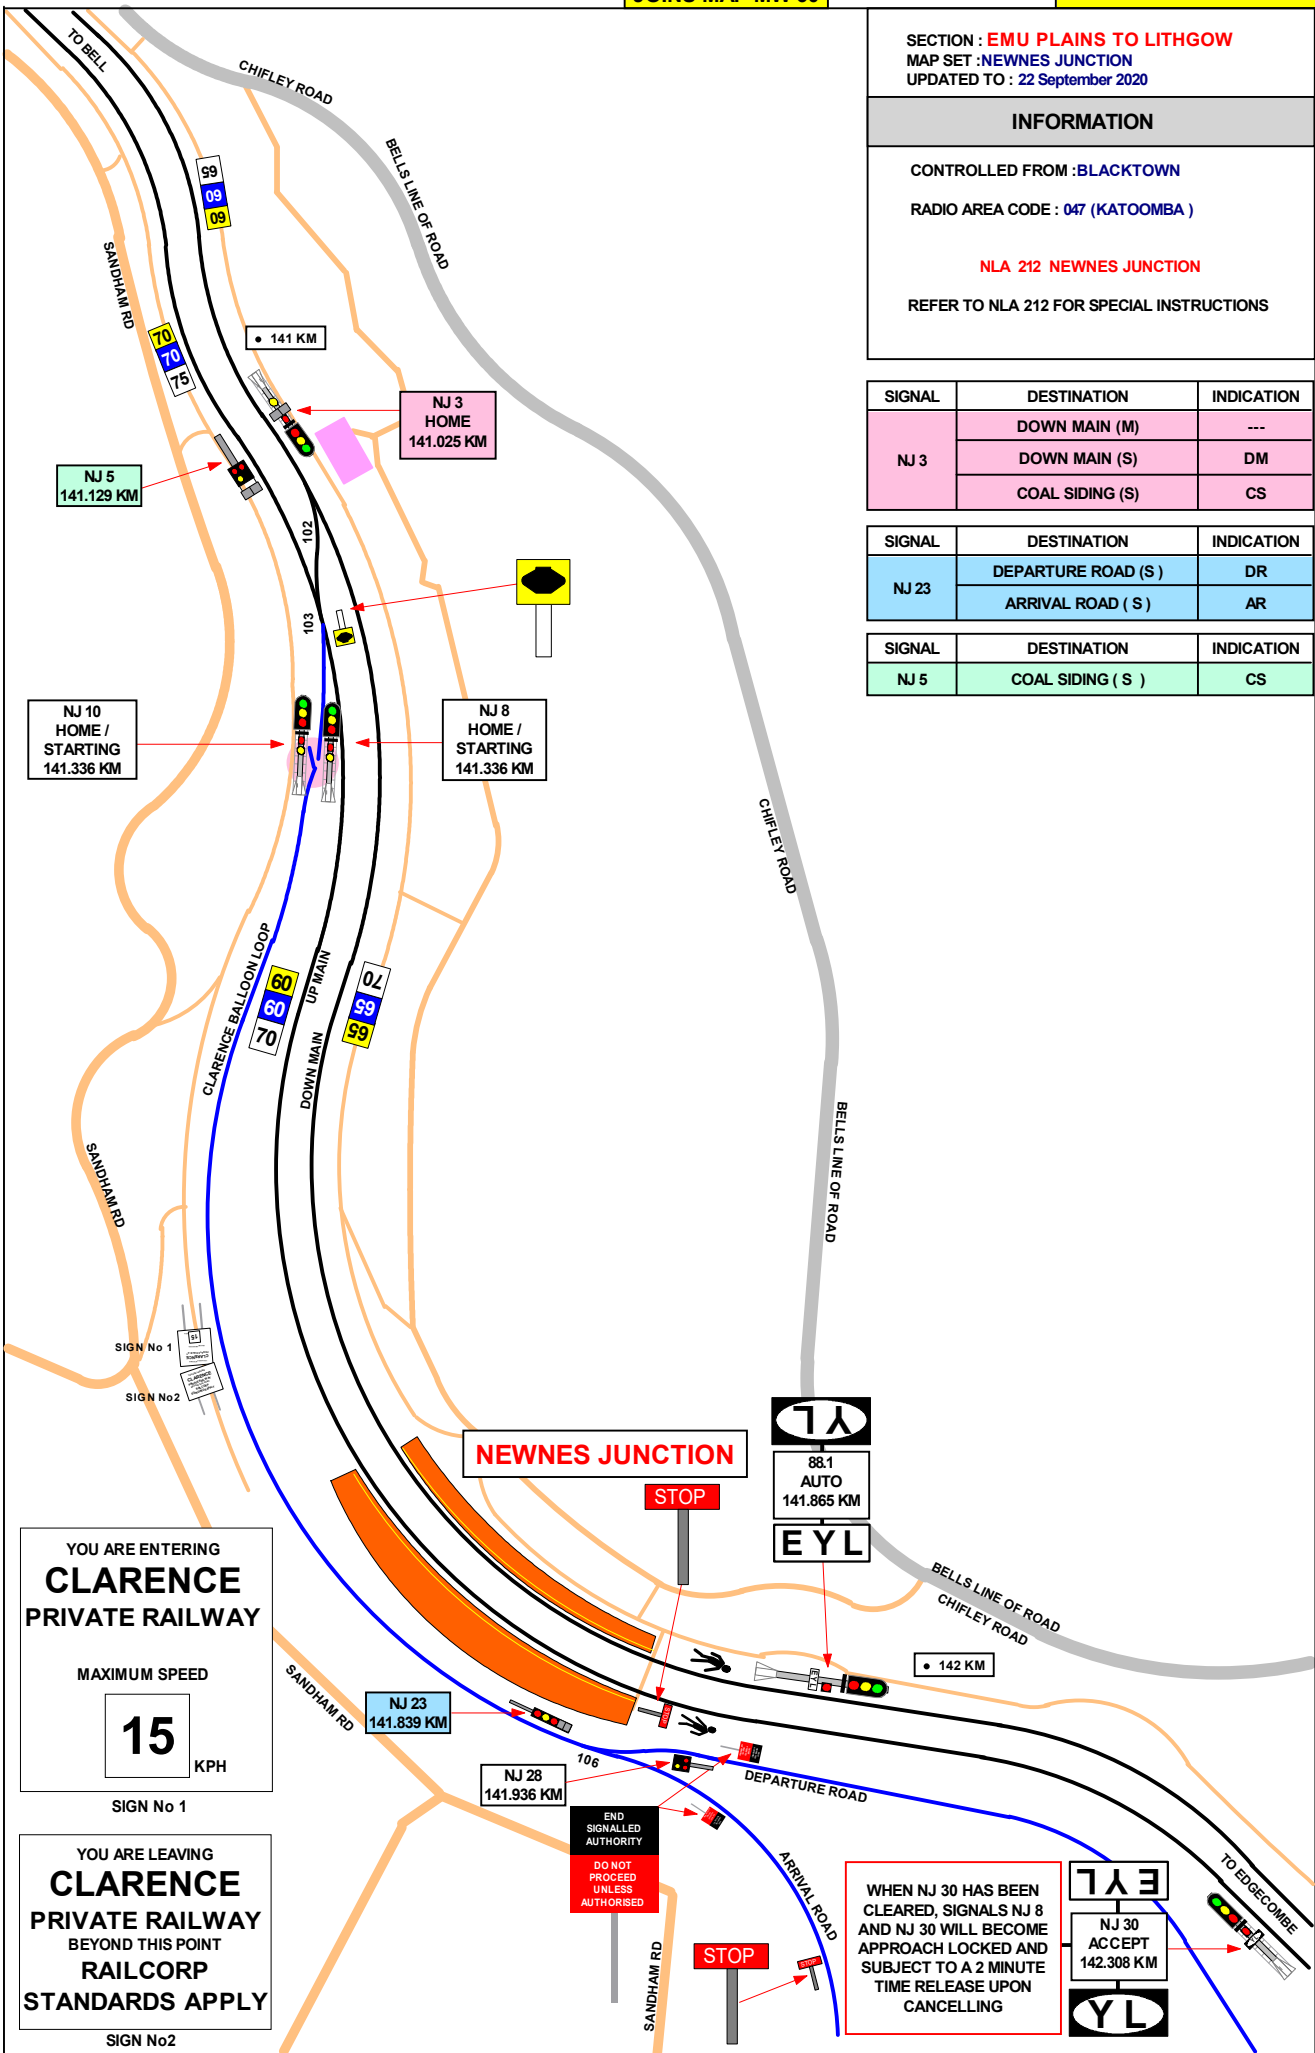 JOINS MAP MW 36
SECTION : EMU PLAINS TO LITHGOW
MAP SET :NEWNES JUNCTION
UPDATED TO : 22 September 2020
INFORMATION
CONTROLLED FROM :BLACKTOWN
RADIO AREA CODE : 047 (KATOOMBA )
NLA 212 NEWNES JUNCTION
REFER TO NLA 212 FOR SPECIAL INSTRUCTIONS
SIGNAL DESTINATION INDICATION
NJ 3 DOWN MAIN (M) ---
DOWN MAIN (S) DM
COAL SIDING (S) CS
SIGNAL DESTINATION INDICATION
NJ 23 DEPARTURE ROAD (S ) DR
ARRIVAL ROAD ( S ) AR
SIGNAL DESTINATION INDICATION
NJ 5 COAL SIDING ( S ) CS
TO BELL
CHIFLEY ROAD
BELLS LINE OF ROAD
65
60
60
SANDHAM RD
70
70
75
• 141 KM
NJ 3
HOME
141.025 KM
NJ 5
141.129 KM
102
103
NJ 10
HOME /
STARTING
141.336 KM
NJ 8
HOME /
STARTING
141.336 KM
CHIFLEY ROAD
CLARENCE BALLOON LOOP
60
60
70
UP MAIN
70
65
65
DOWN MAIN
SANDHAM RD
BELLS LINE OF ROAD
SIGN No 1
15
CLARENCE
SIGN No2
CLARENCE
NEWNES JUNCTION
STOP
YL
88.1
AUTO
141.865 KM
EYL
BELLS LINE OF ROAD
CHIFLEY ROAD
EYL
• 142 KM
YOU ARE ENTERING
CLARENCE
PRIVATE RAILWAY
MAXIMUM SPEED
15
KPH
SIGN No 1
SANDHAM RD
NJ 23
141.839 KM
STOP
106
NJ 28
141.936 KM
DEPARTURE ROAD
END
SIGNALLED
AUTHORITY
DO NOT
PROCEED
UNLESS
AUTHORISED
ARRIVAL ROAD
STOP
STOP
SANDHAM RD
YOU ARE LEAVING
CLARENCE
PRIVATE RAILWAY
BEYOND THIS POINT
RAILCORP
STANDARDS APPLY
SIGN No2
WHEN NJ 30 HAS BEEN
CLEARED, SIGNALS NJ 8
AND NJ 30 WILL BECOME
APPROACH LOCKED AND
SUBJECT TO A 2 MINUTE
TIME RELEASE UPON
CANCELLING
EYL
NJ 30
ACCEPT
142.308 KM
YL
TO EDGECOMBE